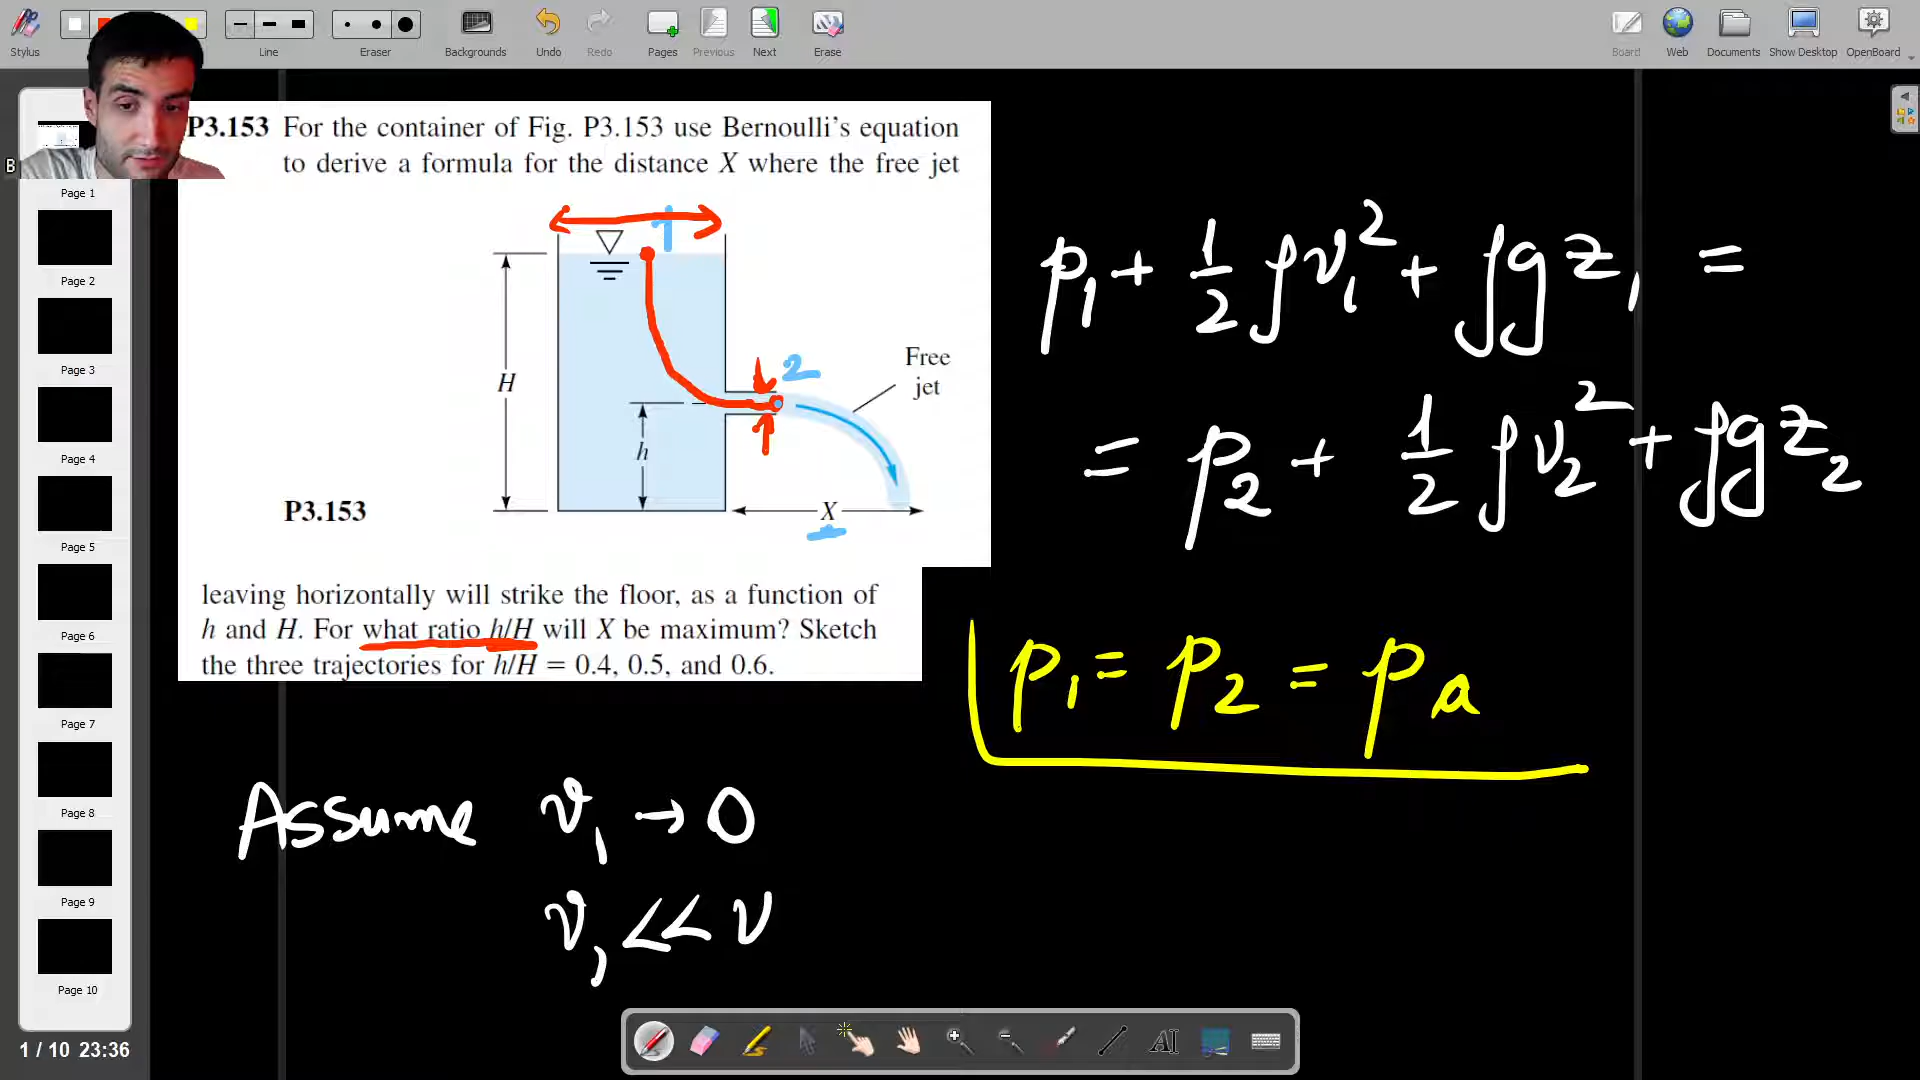 Stylus
Line
Eraser
Backgrounds
Undo
Redo
Pages
Previous
Next
Erase
Board
Web
Documents
Show Desktop
OpenBoard
B
Page 1
Page 2
Page 3
Page 4
Page 5
Page 6
Page 7
Page 8
Page 9
Page 10
1 / 10 23:36
P3.153 For the container of Fig. P3.153 use Bernoulli's equation
to derive a formula for the distance X where the free jet
1
2
Free
jet
H
h
X
P3.153
leaving horizontally will strike the floor, as a function of
h and H. For what ratio h/H will X be maximum? Sketch
the three trajectories for h/H = 0.4, 0.5, and 0.6.
p₁ + 1/2 ρv₁² + ρgz₁ =
= p₂ + 1/2 ρv₂² + ρgz₂
p₁ = p₂ = pa
Assume v₁ → 0
v₁ << v
AI